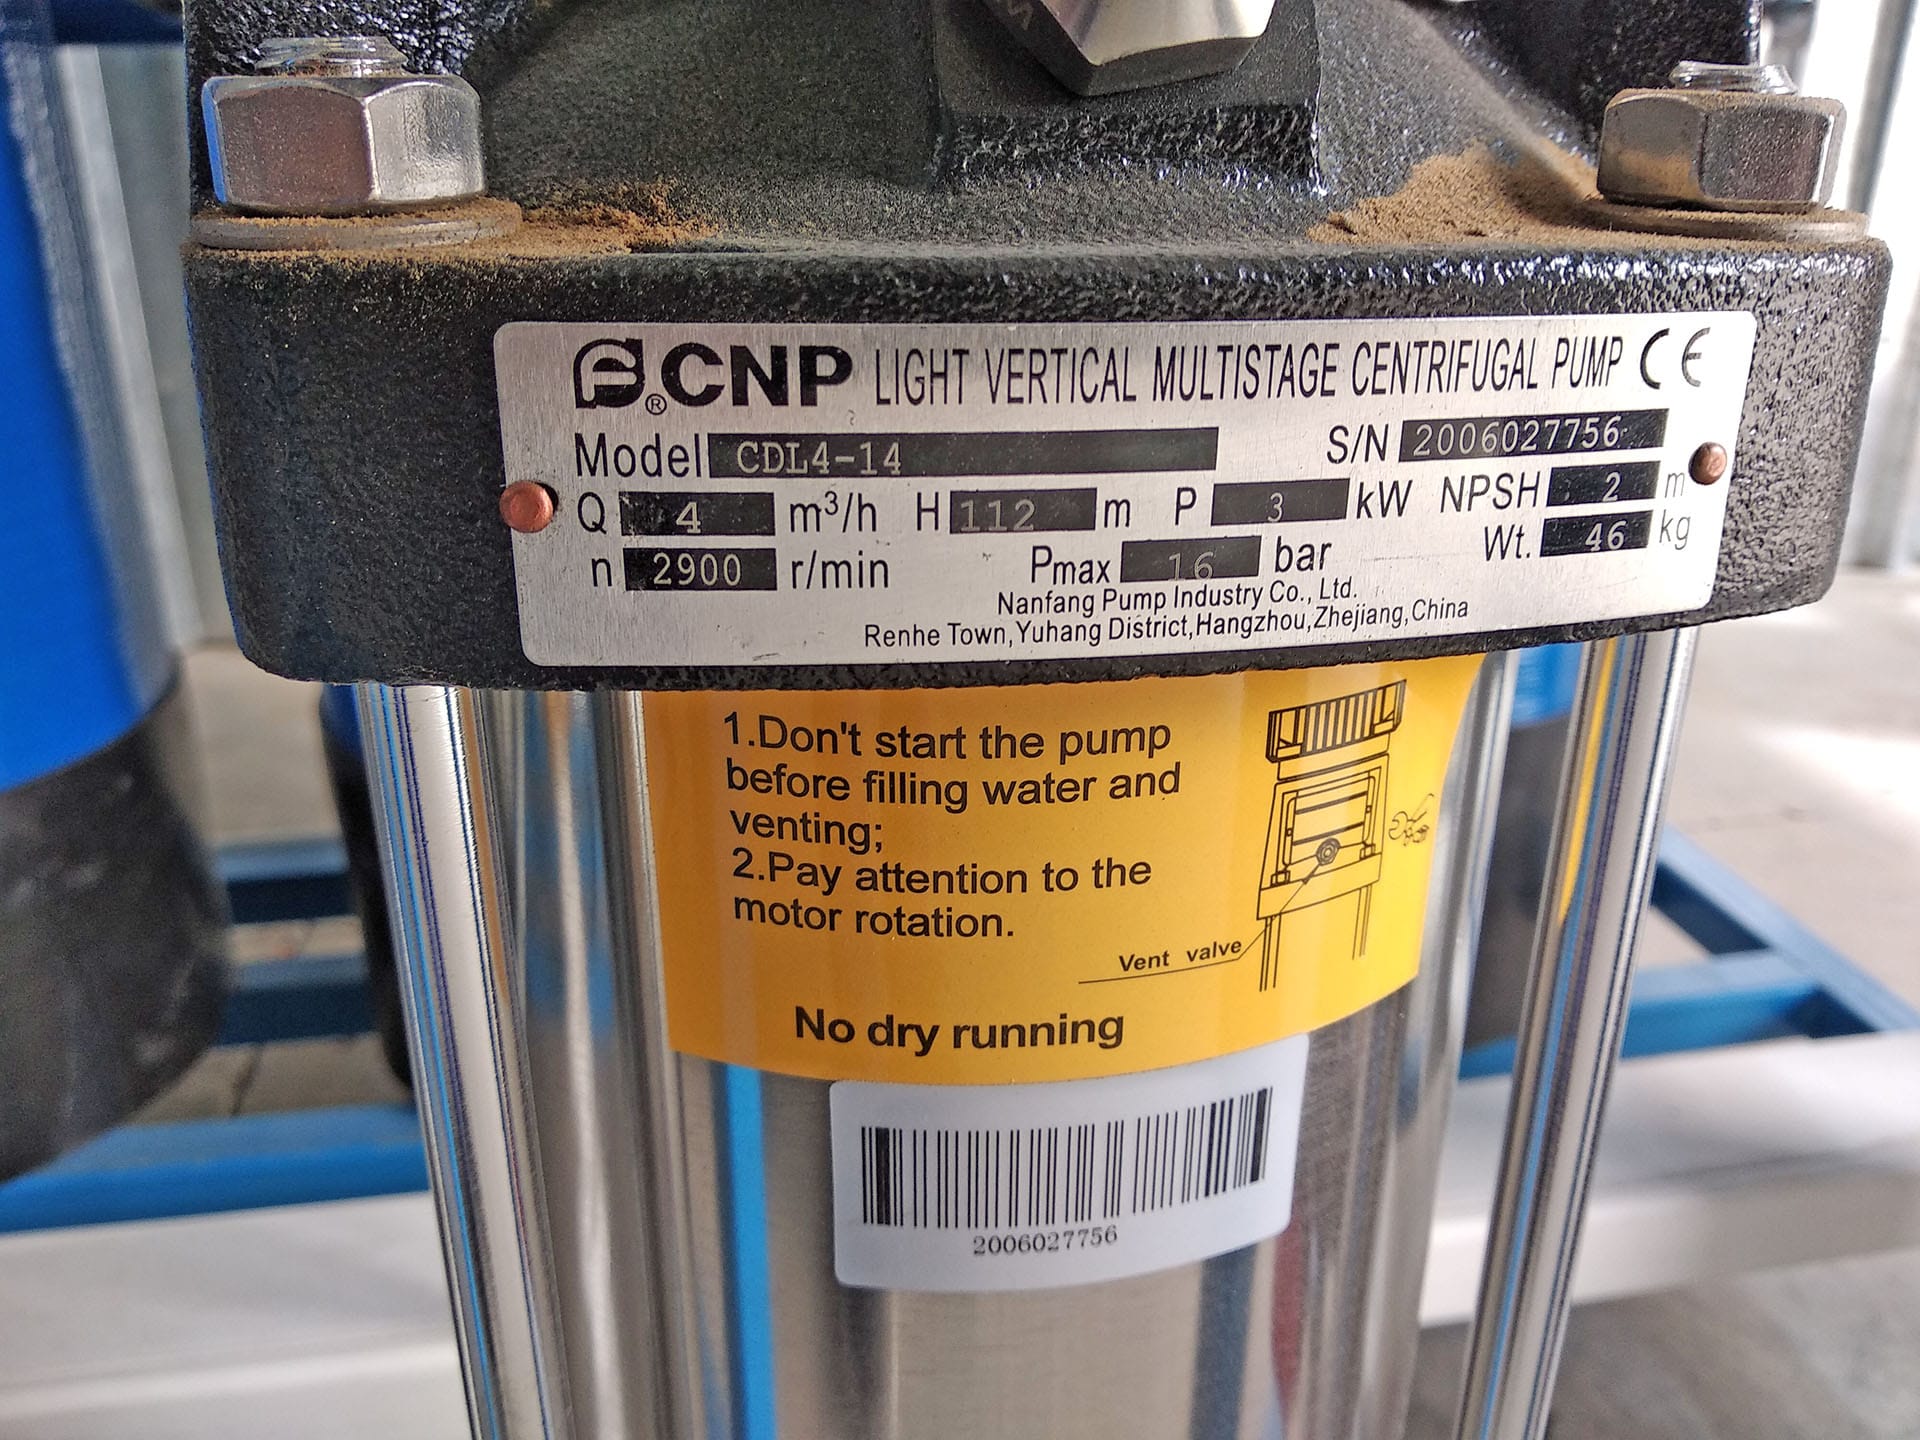 ®CNP LIGHT VERTICAL MULTISTAGE CENTRIFUGAL PUMP CE
Model CDL4-14 S/N 2006027756
Q 4 m³/h H 112 m P 3 kW NPSH 2 m
n 2900 r/min Pmax 16 bar Wt. 46 kg
Nanfang Pump Industry Co., Ltd.
Renhe Town,Yuhang District,Hangzhou,Zhejiang,China
1.Don't start the pump
before filling water and
venting;
2.Pay attention to the
motor rotation.
Vent valve
No dry running
2006027756